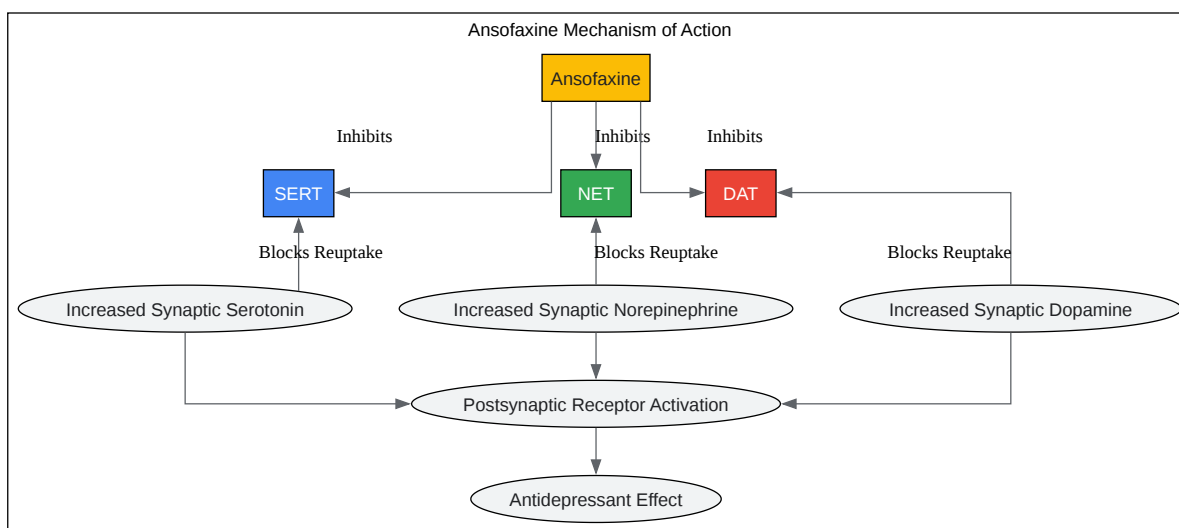 Ansofaxine Mechanism of Action
Ansofaxine
Inhibits
Inhibits
Inhibits
SERT
NET
DAT
Blocks Reuptake
Blocks Reuptake
Blocks Reuptake
Increased Synaptic Serotonin
Increased Synaptic Norepinephrine
Increased Synaptic Dopamine
Postsynaptic Receptor Activation
Antidepressant Effect